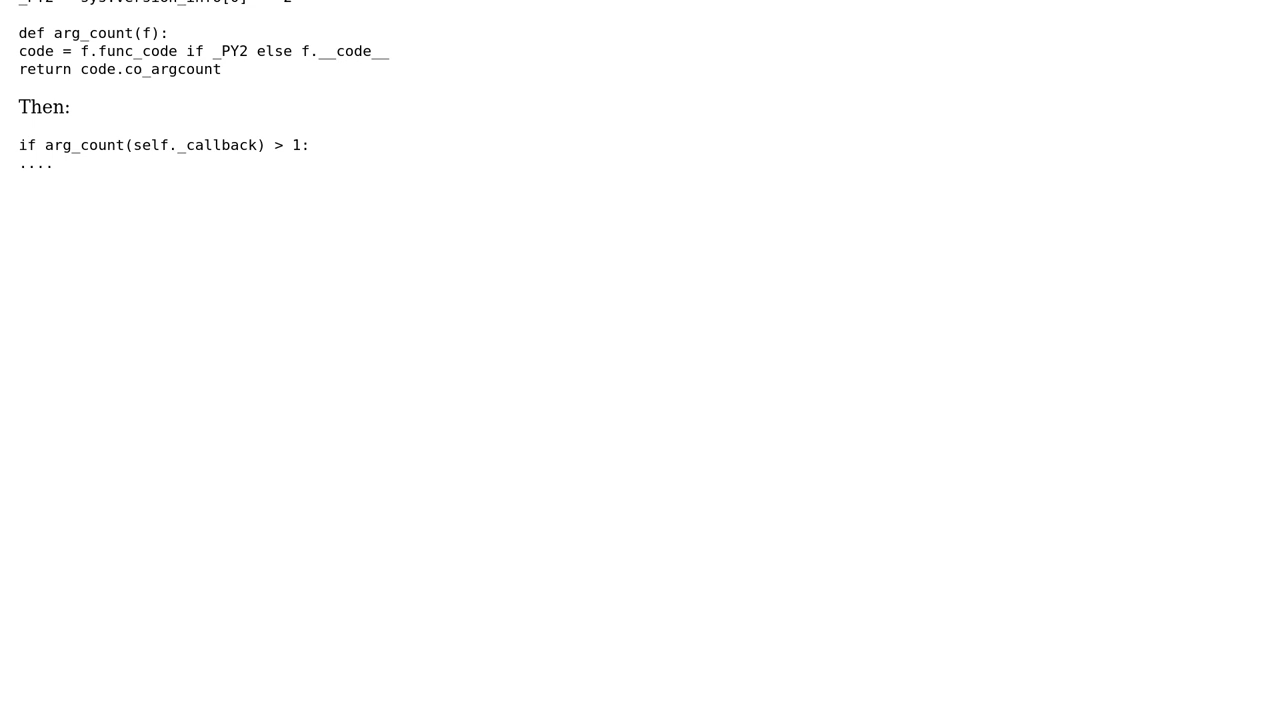 def arg_count(f):
code = f.func_code if _PY2 else f.__code__
return code.co_argcount
Then:
if arg_count(self._callback) > 1:
....